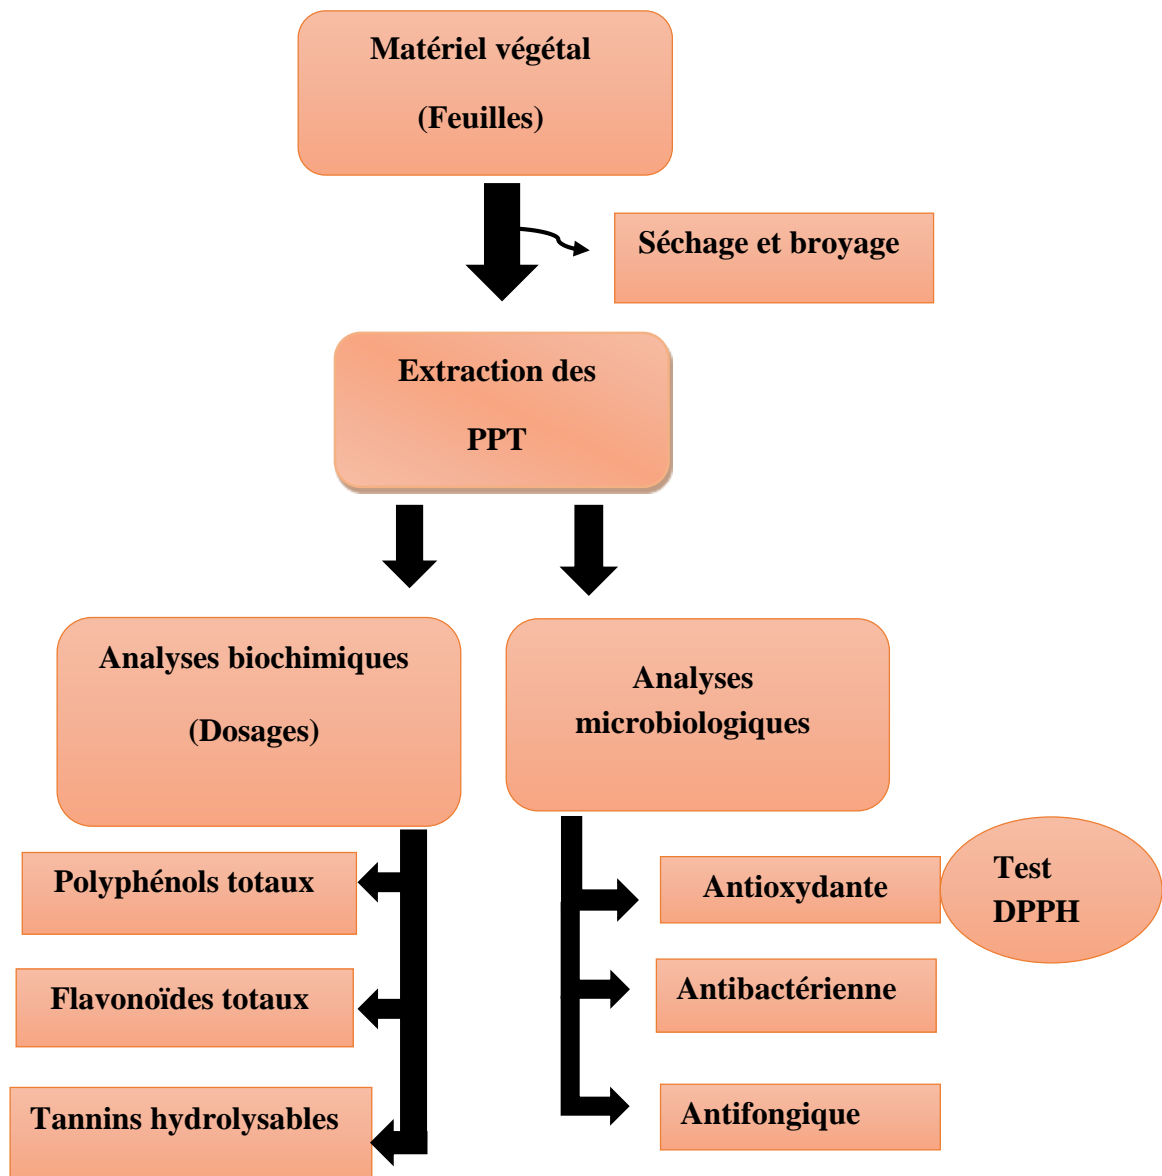 Matériel végétal
(Feuilles)
Séchage et broyage
Extraction des
PPT
Analyses biochimiques
(Dosages)
Analyses
microbiologiques
Polyphénols totaux
Flavonoïdes totaux
Tannins hydrolysables
Antioxydante
Test
DPPH
Antibactérienne
Antifongique